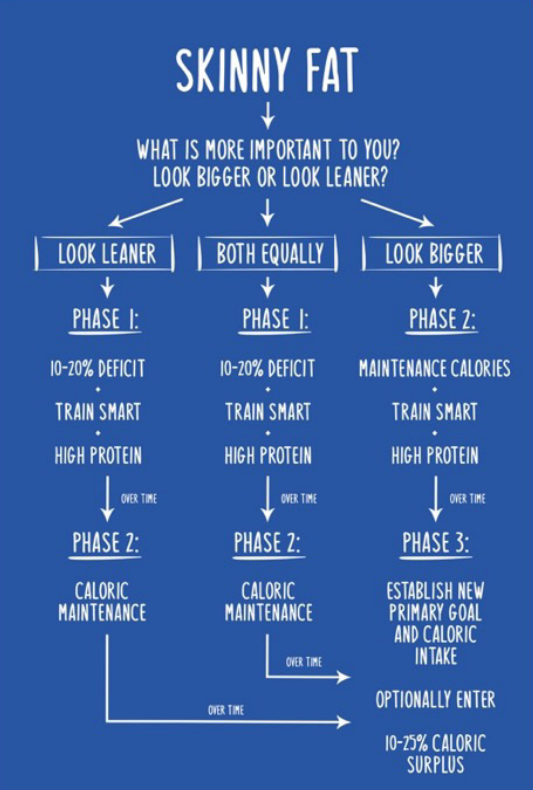 SKINNY FAT
WHAT IS MORE IMPORTANT TO YOU?
LOOK BIGGER OR LOOK LEANER?
LOOK LEANER
BOTH EQUALLY
LOOK BIGGER
PHASE 1:
PHASE 1:
PHASE 2:
10-20% DEFICIT
10-20% DEFICIT
MAINTENANCE CALORIES
TRAIN SMART
TRAIN SMART
TRAIN SMART
HIGH PROTEIN
HIGH PROTEIN
HIGH PROTEIN
OVER TIME
OVER TIME
OVER TIME
PHASE 2:
PHASE 2:
PHASE 3:
CALORIC
MAINTENANCE
CALORIC
MAINTENANCE
ESTABLISH NEW
PRIMARY GOAL
AND CALORIC
INTAKE
OVER TIME
OPTIONALLY ENTER
OVER TIME
10-25% CALORIC
SURPLUS